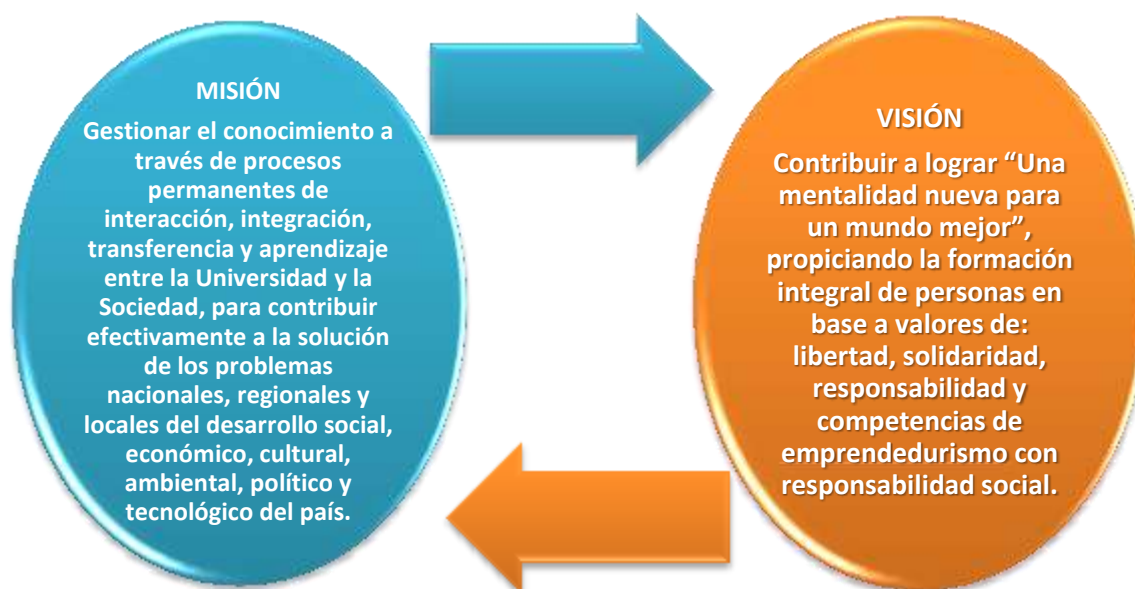 MISIÓN
Gestionar el conocimiento a
través de procesos
permanentes de
interacción, integración,
transferencia y aprendizaje
entre la Universidad y la
Sociedad, para contribuir
efectivamente a la solución
de los problemas
nacionales, regionales y
locales del desarrollo social,
económico, cultural,
ambiental, político y
tecnológico del país.
VISIÓN
Contribuir a lograr “Una
mentalidad nueva para
un mundo mejor”,
propiciando la formación
integral de personas en
base a valores de:
libertad, solidaridad,
responsabilidad y
competencias de
emprendedurismo con
responsabilidad social.